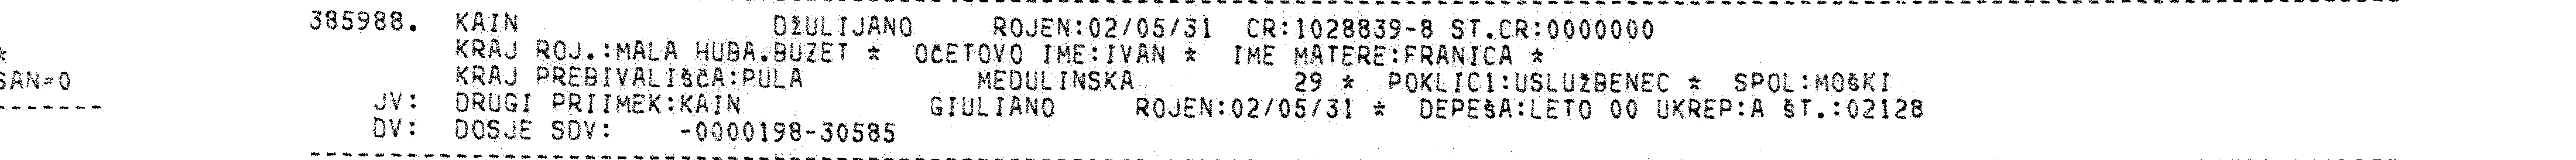 385988. KAIN DŽULIJANO ROJEN:02/05/31 CR:1028839-8 ST.CR:0000000
* KRAJ ROJ.:MALA HUBA.BUZET * OČETOVO IME:IVAN * IME MATERE:FRANICA *
SAN=0 KRAJ PREBIVALIŠČA:PULA MEDULINSKA 29 * POKLIC1:USLUŽBENEC * SPOL:MOŠKI
------- JV: DRUGI PRIIMEK:KAIN GIULIANO ROJEN:02/05/31 * DEPEŠA:LETO 00 UKREP:A ŠT.:02128
DV: DOSJE SDV: -0000198-30585